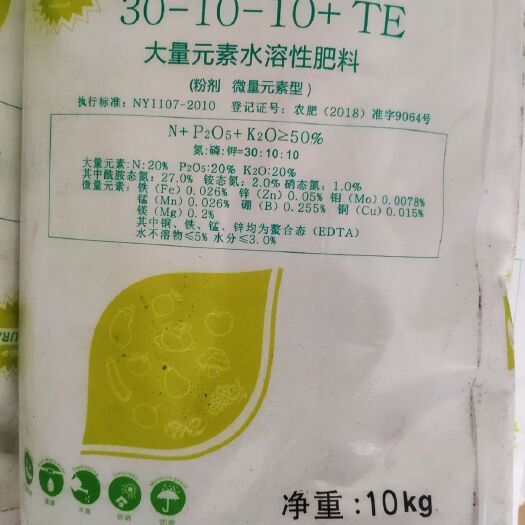 30-10-10+TE
大量元素水溶性肥料
(粉剂 微量元素型)
执行标准: NY1107-2010 登记证号: 农肥 (2018) 准字9064号
N+P2O5+K2O≥50%
氮:磷:钾=30:10:10
大量元素:N:20% P2O5:20% K2O:20%
其中酰胺态氮: 27.0% 铵态氮: 2.0% 硝态氮: 1.0%
微量元素: 铁 (Fe) 0.026% 锌 (Zn) 0.05% 钼 (Mo) 0.0078%
锰 (Mn) 0.026% 硼 (B) 0.255% 铜 (Cu) 0.015%
镁 (Mg) 0.2%
其中铜、铁、锰、锌均为螯合态 (EDTA)
水不溶物≤5% 水分≤3.0%
净重:10kg